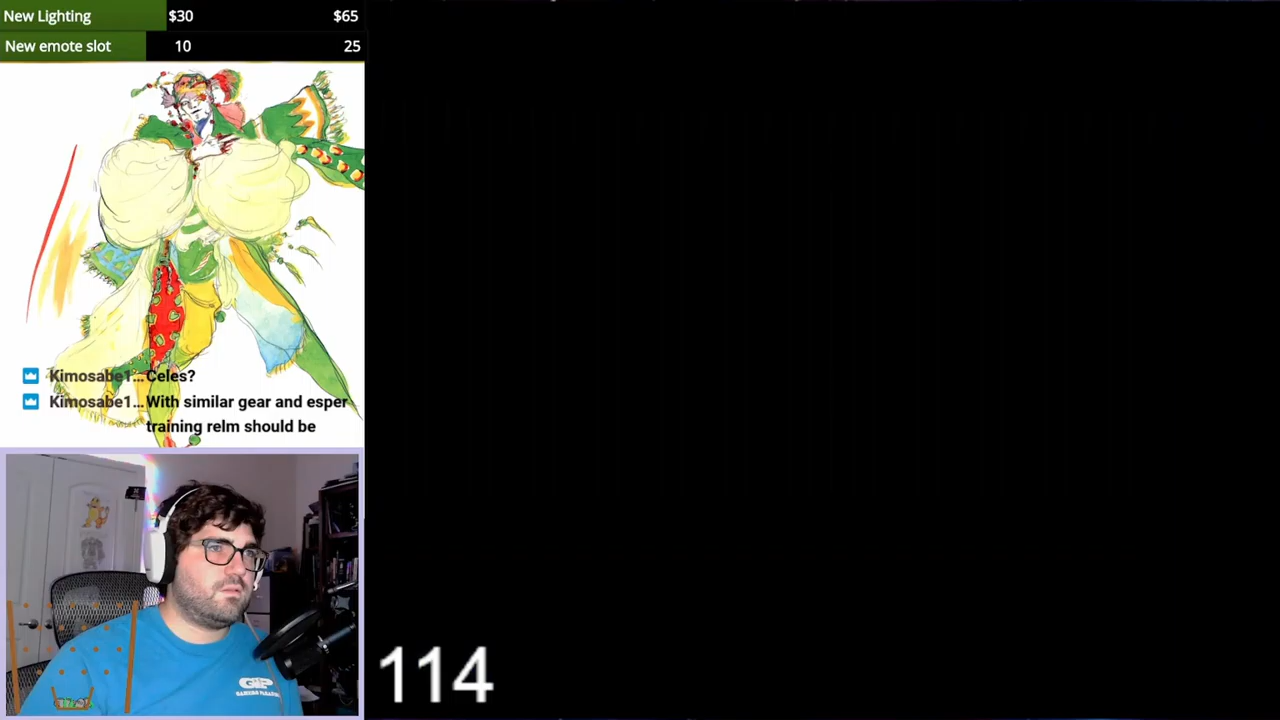 New Lighting $30 $65
New emote slot 10 25
Kimosabe1… Celes?
Kimosabe1… With similar gear and esper
training relm should be
114